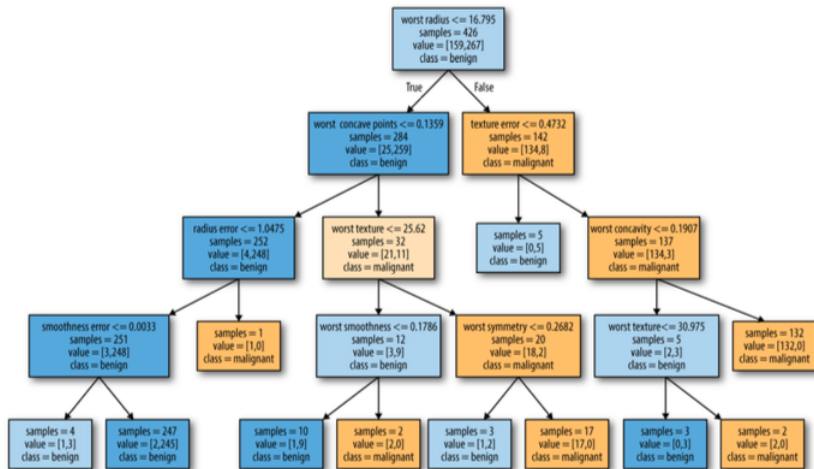 worst radius <= 16.795
samples = 426
value = [159,267]
class = benign
True
False
worst concave points <= 0.1359
samples = 284
value = [25,259]
class = benign
texture error <= 0.4732
samples = 142
value = [134,8]
class = malignant
radius error <= 1.0475
samples = 252
value = [4,248]
class = benign
worst texture <= 25.62
samples = 32
value = [21,11]
class = malignant
samples = 5
value = [0,5]
class = benign
worst concavity <= 0.1907
samples = 137
value = [134,3]
class = malignant
smoothness error <= 0.0033
samples = 251
value = [3,248]
class = benign
samples = 1
value = [1,0]
class = malignant
worst smoothness <= 0.1786
samples = 12
value = [3,9]
class = benign
worst symmetry <= 0.2682
samples = 20
value = [18,2]
class = malignant
worst texture<= 30.975
samples = 5
value = [2,3]
class = benign
samples = 132
value = [132,0]
class = malignant
samples = 4
value = [1,3]
class = benign
samples = 247
value = [2,245]
class = benign
samples = 10
value = [1,9]
class = benign
samples = 2
value = [2,0]
class = malignant
samples = 3
value = [1,2]
class = benign
samples = 17
value = [17,0]
class = malignant
samples = 3
value = [0,3]
class = benign
samples = 2
value = [2,0]
class = malignant